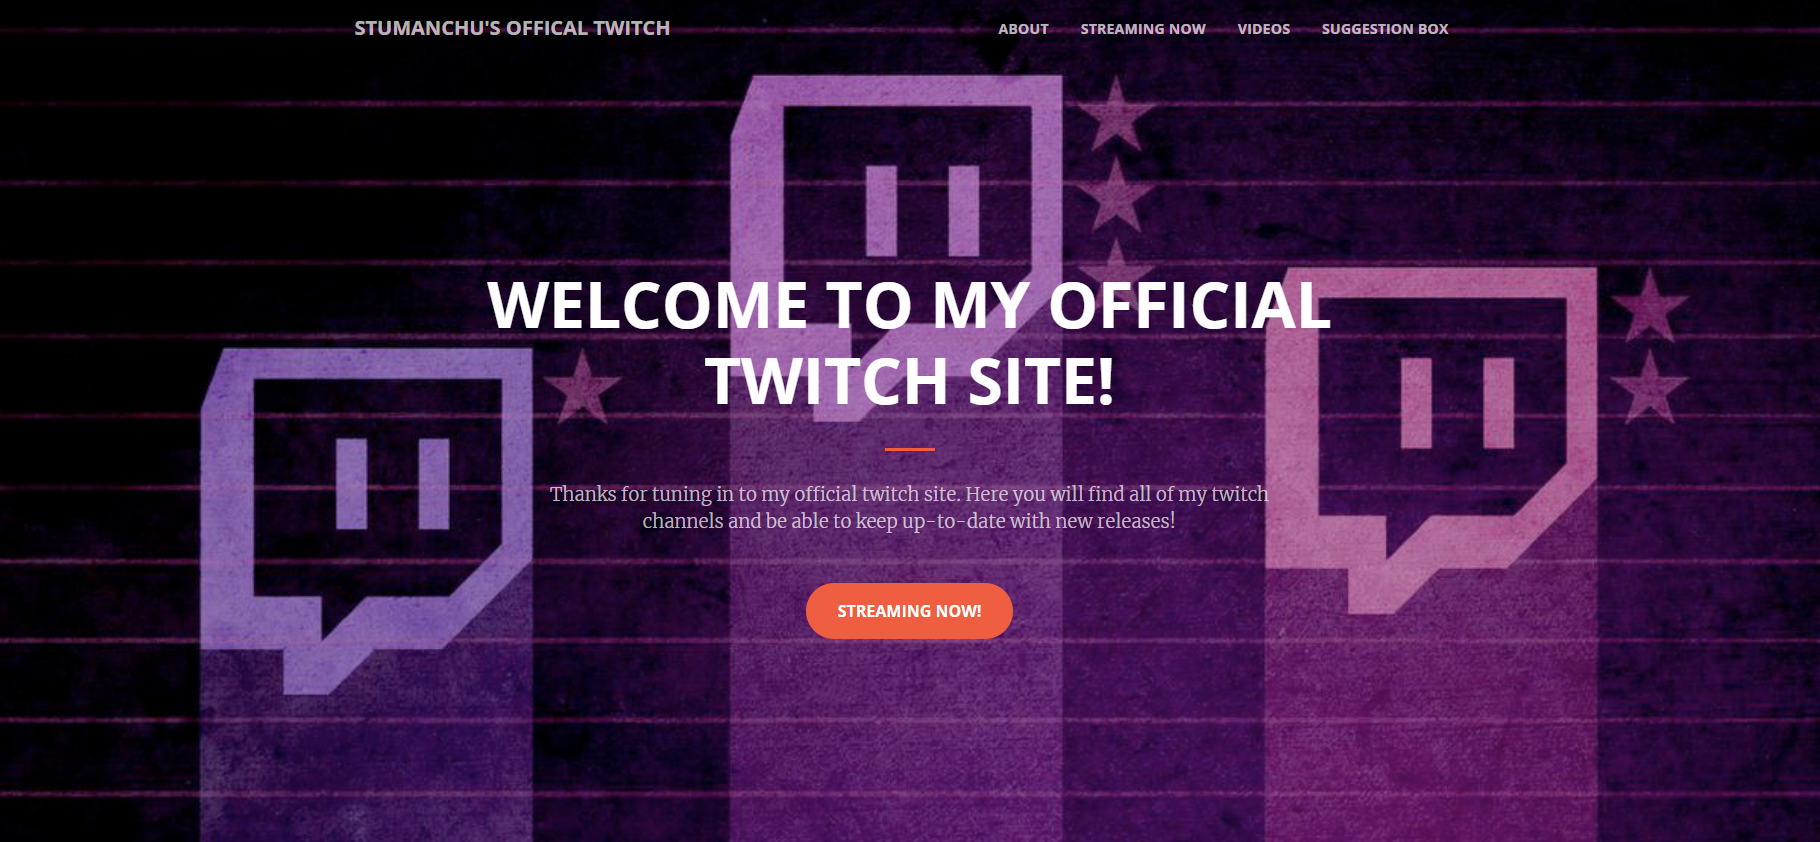 STUMANCHU'S OFFICAL TWITCH
ABOUT STREAMING NOW VIDEOS SUGGESTION BOX
WELCOME TO MY OFFICIAL
TWITCH SITE!
Thanks for tuning in to my official twitch site. Here you will find all of my twitch
channels and be able to keep up-to-date with new releases!
STREAMING NOW!